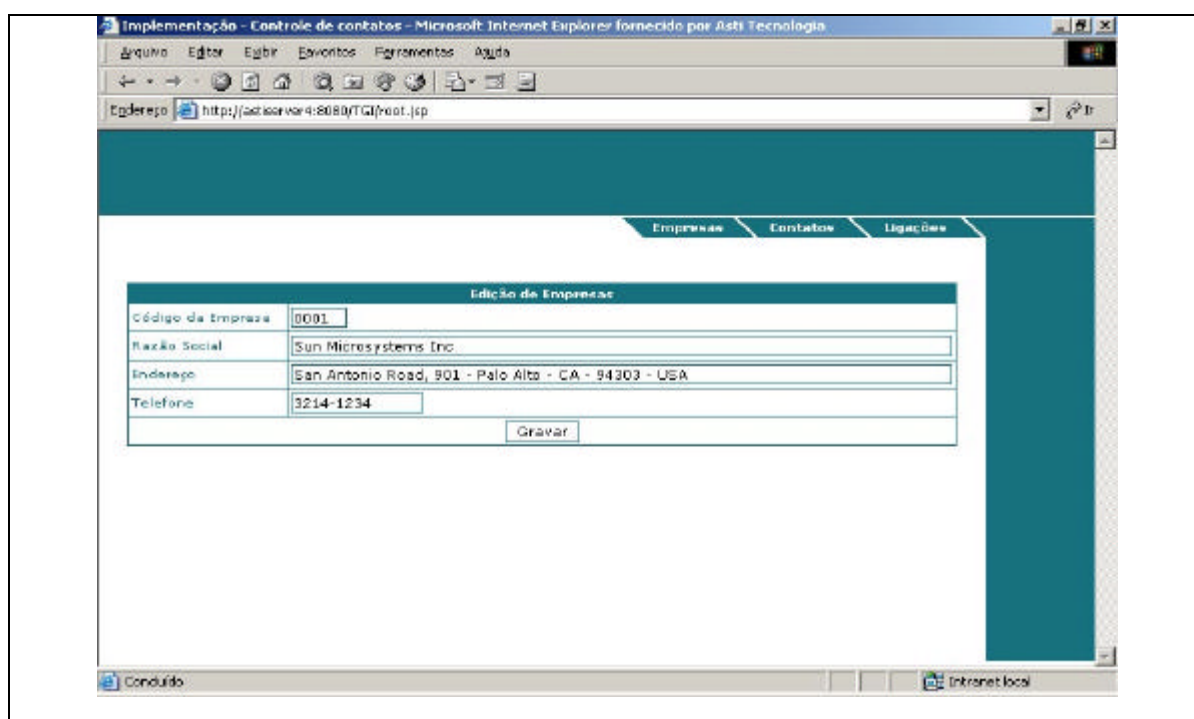 Implementação - Controle de contatos - Microsoft Internet Explorer fornecido por Asti Tecnologia
Arquivo Editar Exibir Favoritos Ferramentas Ajuda
Endereço http://astiserver4:8080/TGI/root.jsp Ir
Empresas Contatos Ligações
Edição de Empresas
Código da Empresa 0001
Razão Social Sun Microsystems Inc
Endereço San Antonio Road, 901 - Palo Alto - CA - 94303 - USA
Telefone 3214-1234
Gravar
Concluído Intranet local